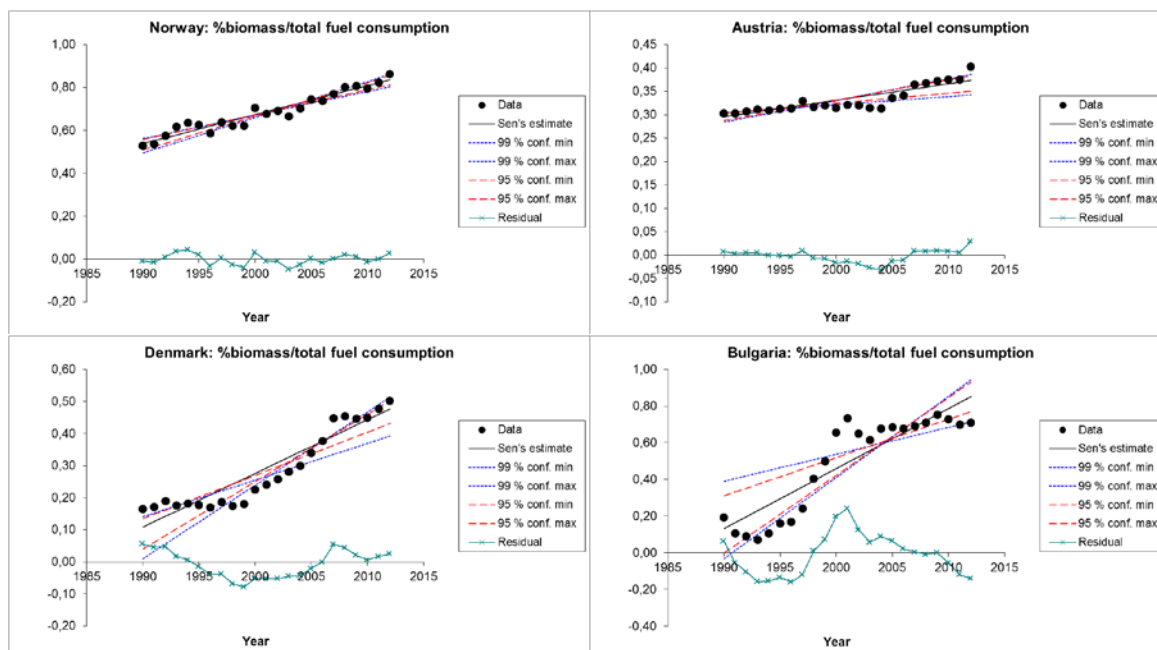 Norway: %biomass/total fuel consumption
1,00
0,80
0,60
0,40
0,20
0,00
-0,20
1985 1990 1995 2000 2005 2010 2015
Year
Data
Sen's estimate
99 % conf. min
99 % conf. max
95 % conf. min
95 % conf. max
Residual
Austria: %biomass/total fuel consumption
0,45
0,40
0,35
0,30
0,25
0,20
0,15
0,10
0,05
0,00
-0,05
-0,10
1985 1990 1995 2000 2005 2010 2015
Year
Data
Sen's estimate
99 % conf. min
99 % conf. max
95 % conf. min
95 % conf. max
Residual
Denmark: %biomass/total fuel consumption
0,60
0,50
0,40
0,30
0,20
0,10
0,00
-0,10
-0,20
1985 1990 1995 2000 2005 2010 2015
Year
Data
Sen's estimate
99 % conf. min
99 % conf. max
95 % conf. min
95 % conf. max
Residual
Bulgaria: %biomass/total fuel consumption
1,00
0,80
0,60
0,40
0,20
0,00
-0,20
-0,40
1985 1990 1995 2000 2005 2010 2015
Year
Data
Sen's estimate
99 % conf. min
99 % conf. max
95 % conf. min
95 % conf. max
Residual